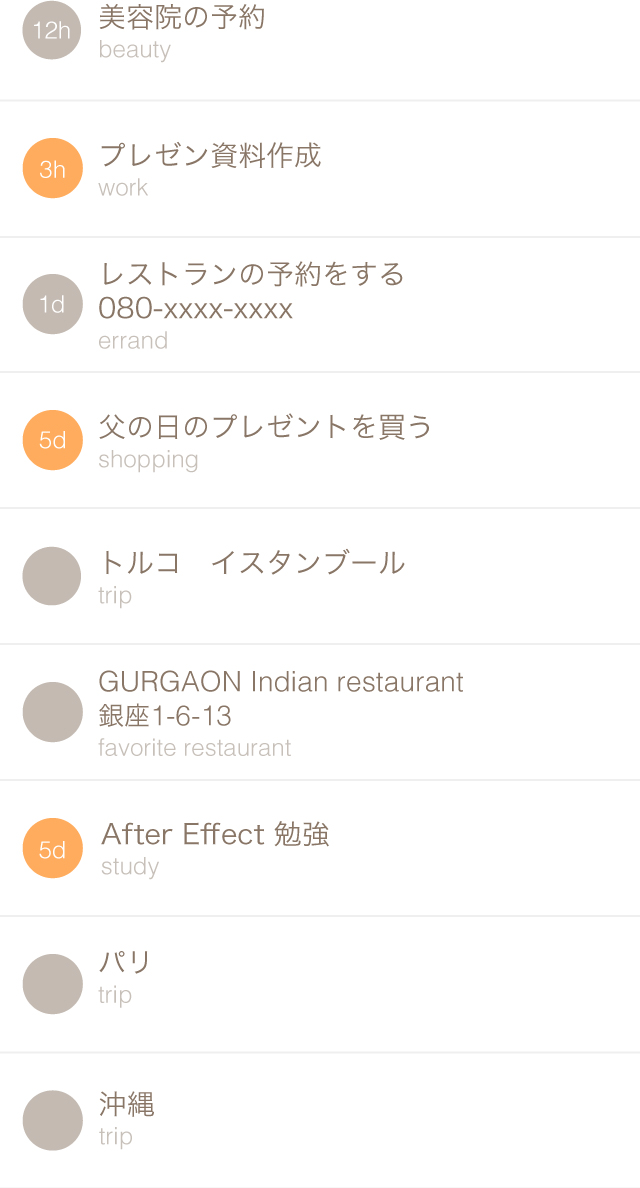 12h
美容院の予約
beauty
3h
プレゼン資料作成
work
1d
レストランの予約をする
080-xxxx-xxxx
errand
5d
父の日のプレゼントを買う
shopping
トルコ　イスタンブール
trip
GURGAON Indian restaurant
銀座1-6-13
favorite restaurant
5d
After Effect 勉強
study
パリ
trip
沖縄
trip